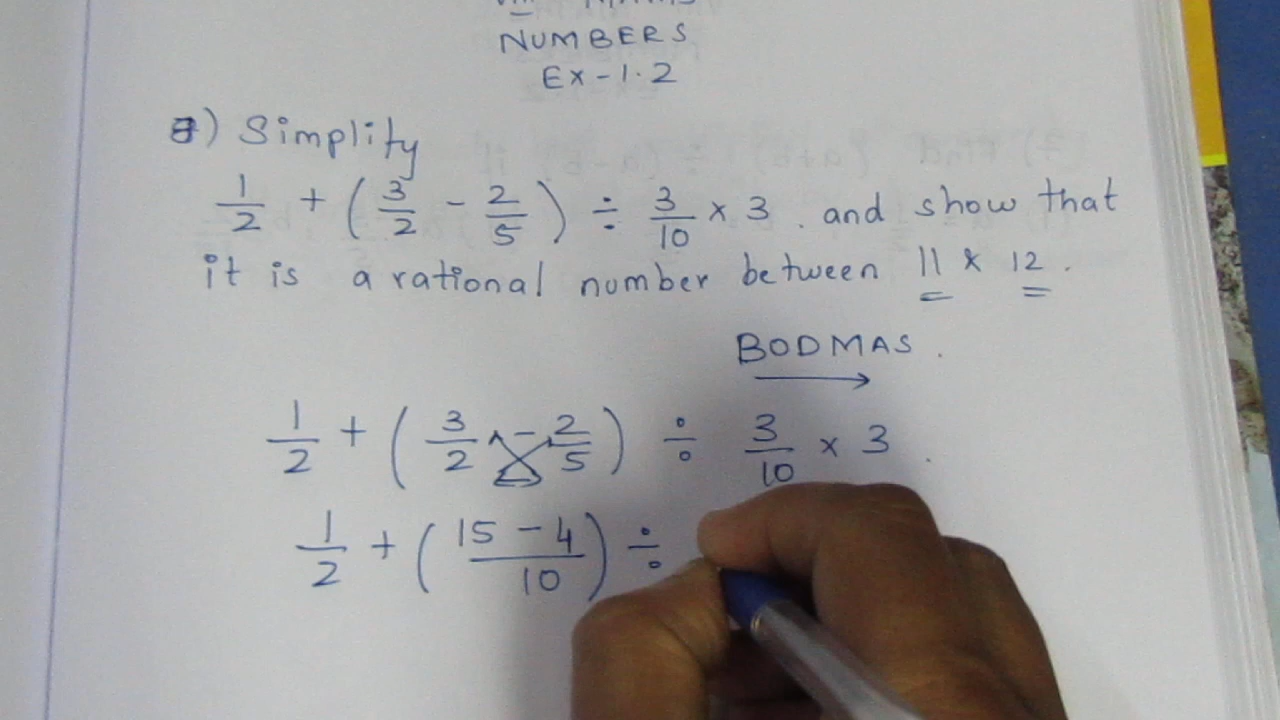 NUMBERS
Ex-1.2
8) Simplify
1/2 + (3/2 - 2/5) ÷ 3/10 × 3 . and show that
it is a rational number between 11 & 12 .
BODMAS .
1/2 + (3/2 - 2/5) ÷ 3/10 × 3 .
1/2 + (15 - 4/10) ÷